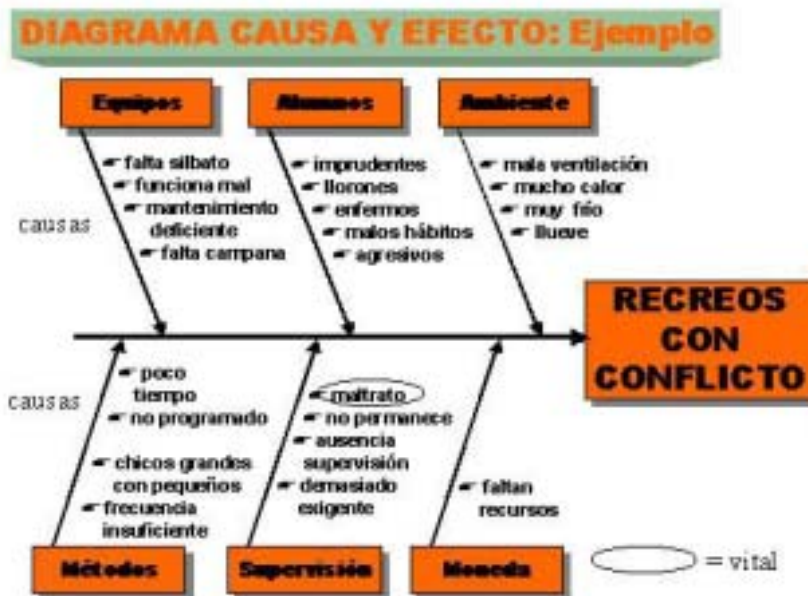 DIAGRAMA CAUSA Y EFECTO: Ejemplo
Equipos
Alumnos
Ambiente
falta silbato
funciona mal
mantenimiento
deficiente
falta campana
imprudentes
llorones
enfermos
malos hábitos
agresivos
mala ventilación
mucho calor
muy frío
llueve
causas
RECREOS
CON
CONFLICTO
causas
poco
tiempo
no programado
chicos grandes
con pequeños
frecuencia
insuficiente
maltrato
no permanece
ausencia
supervisión
demasiado
exigente
faltan
recursos
Métodos
Supervisión
Moneda
= vital